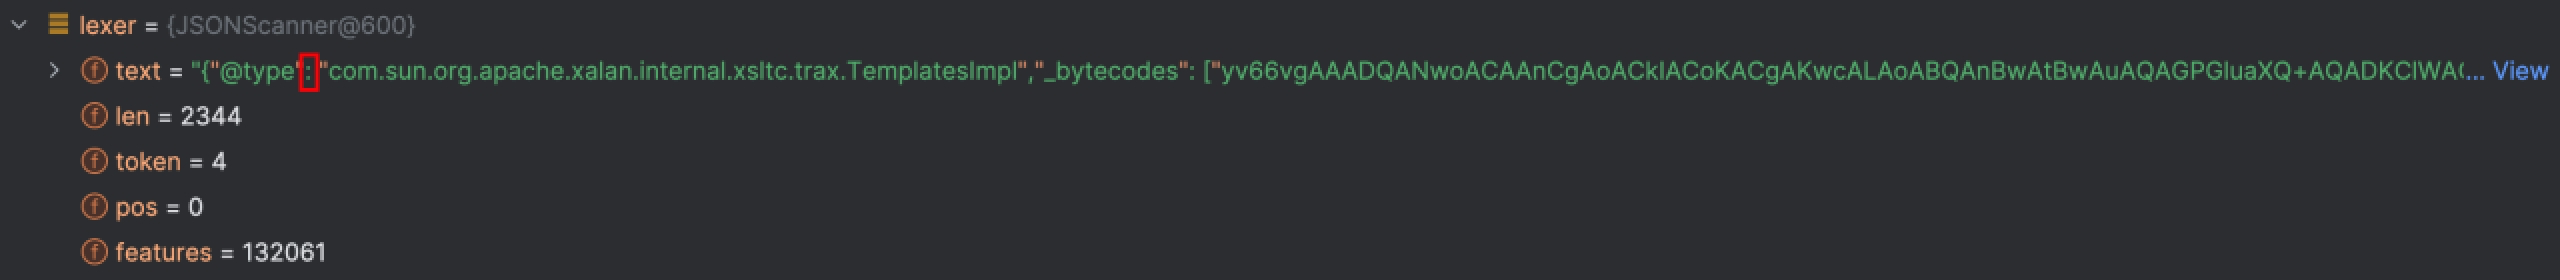 lexer = {JSONScanner@600}
text = "{"@type": "com.sun.org.apache.xalan.internal.xsltc.trax.TemplatesImpl","_bytecodes": ["yv66vgAAADQANwoACAAnCgAoACklACoKACgAKwcALAoABQAnBwAtBwAuAQAGPGluaXQ+AQADKClWA(... View
len = 2344
token = 4
pos = 0
features = 132061